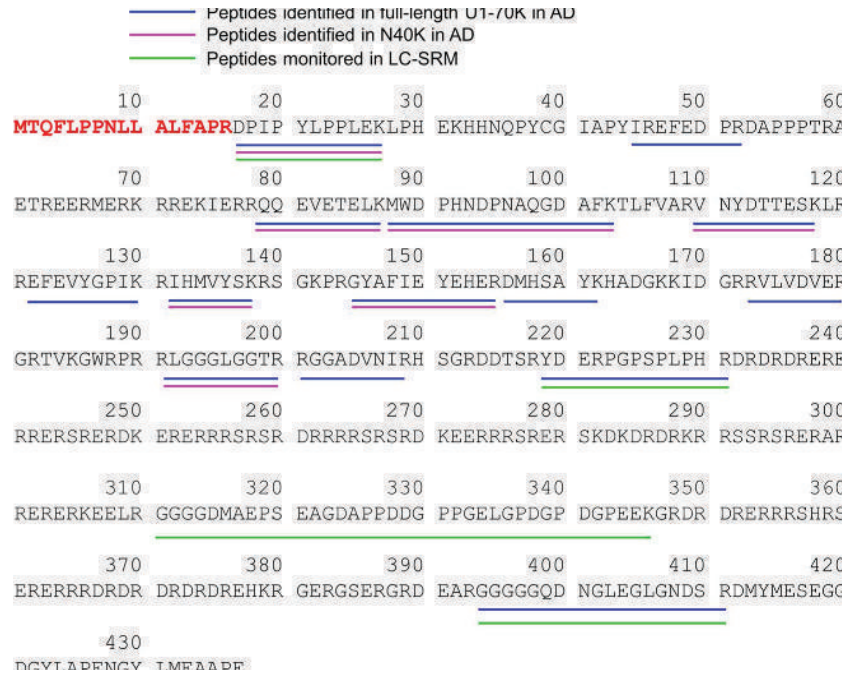 Peptides identified in full-length U1-70K in AD
Peptides identified in N40K in AD
Peptides monitored in LC-SRM
10 20 30 40 50 60
MTQFLPPNLL ALFAPRDPIP YLPPLEKLPH EKHHNQPYCG IAPYIREFED PRDAPPPTRA
70 80 90 100 110 120
ETREERMERK RREKIERRQQ EVETELKMWD PHNDPNAQGD AFKTLFVARV NYDTTESKLR
130 140 150 160 170 180
REFEVYGPIK RIHMVYSKRS GKPRGYAFIE YEHERDMHSA YKHADGKKID GRRVLVDVER
190 200 210 220 230 240
GRTVKGWRPR RLGGGLGGTR RGGADVNIRH SGRDDTSRYD ERPGPSPLPH RDRDRDRERE
250 260 270 280 290 300
RRERSRERDK ERERRRSRSR DRRRRSRSRD KEERRRSRER SKDKDRDRKR RSSRSRERAR
310 320 330 340 350 360
RERERKEELR GGGGDMAEPS EAGDAPPDDG PPGELGPDGP DGPEEKGRDR DRERRRSHRS
370 380 390 400 410 420
ERERRRDRDR DRDRDREHKR GERGSERGRD EARGGGGGQD NGLEGLGNDS RDMYMESEGG
430
DGYLAPENGY LMEAAPE